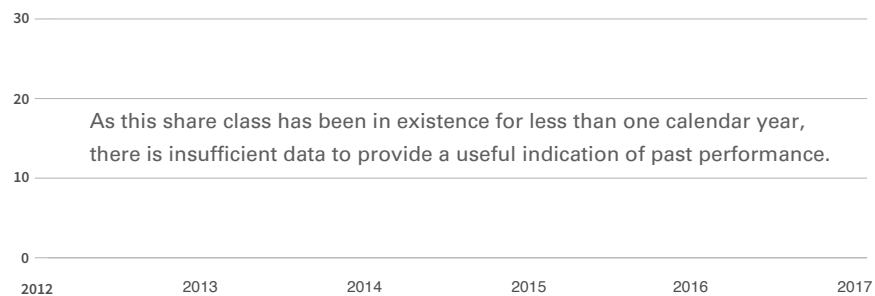 30
20
As this share class has been in existence for less than one calendar year,
there is insufficient data to provide a useful indication of past performance.
10
0
2012 2013 2014 2015 2016 2017